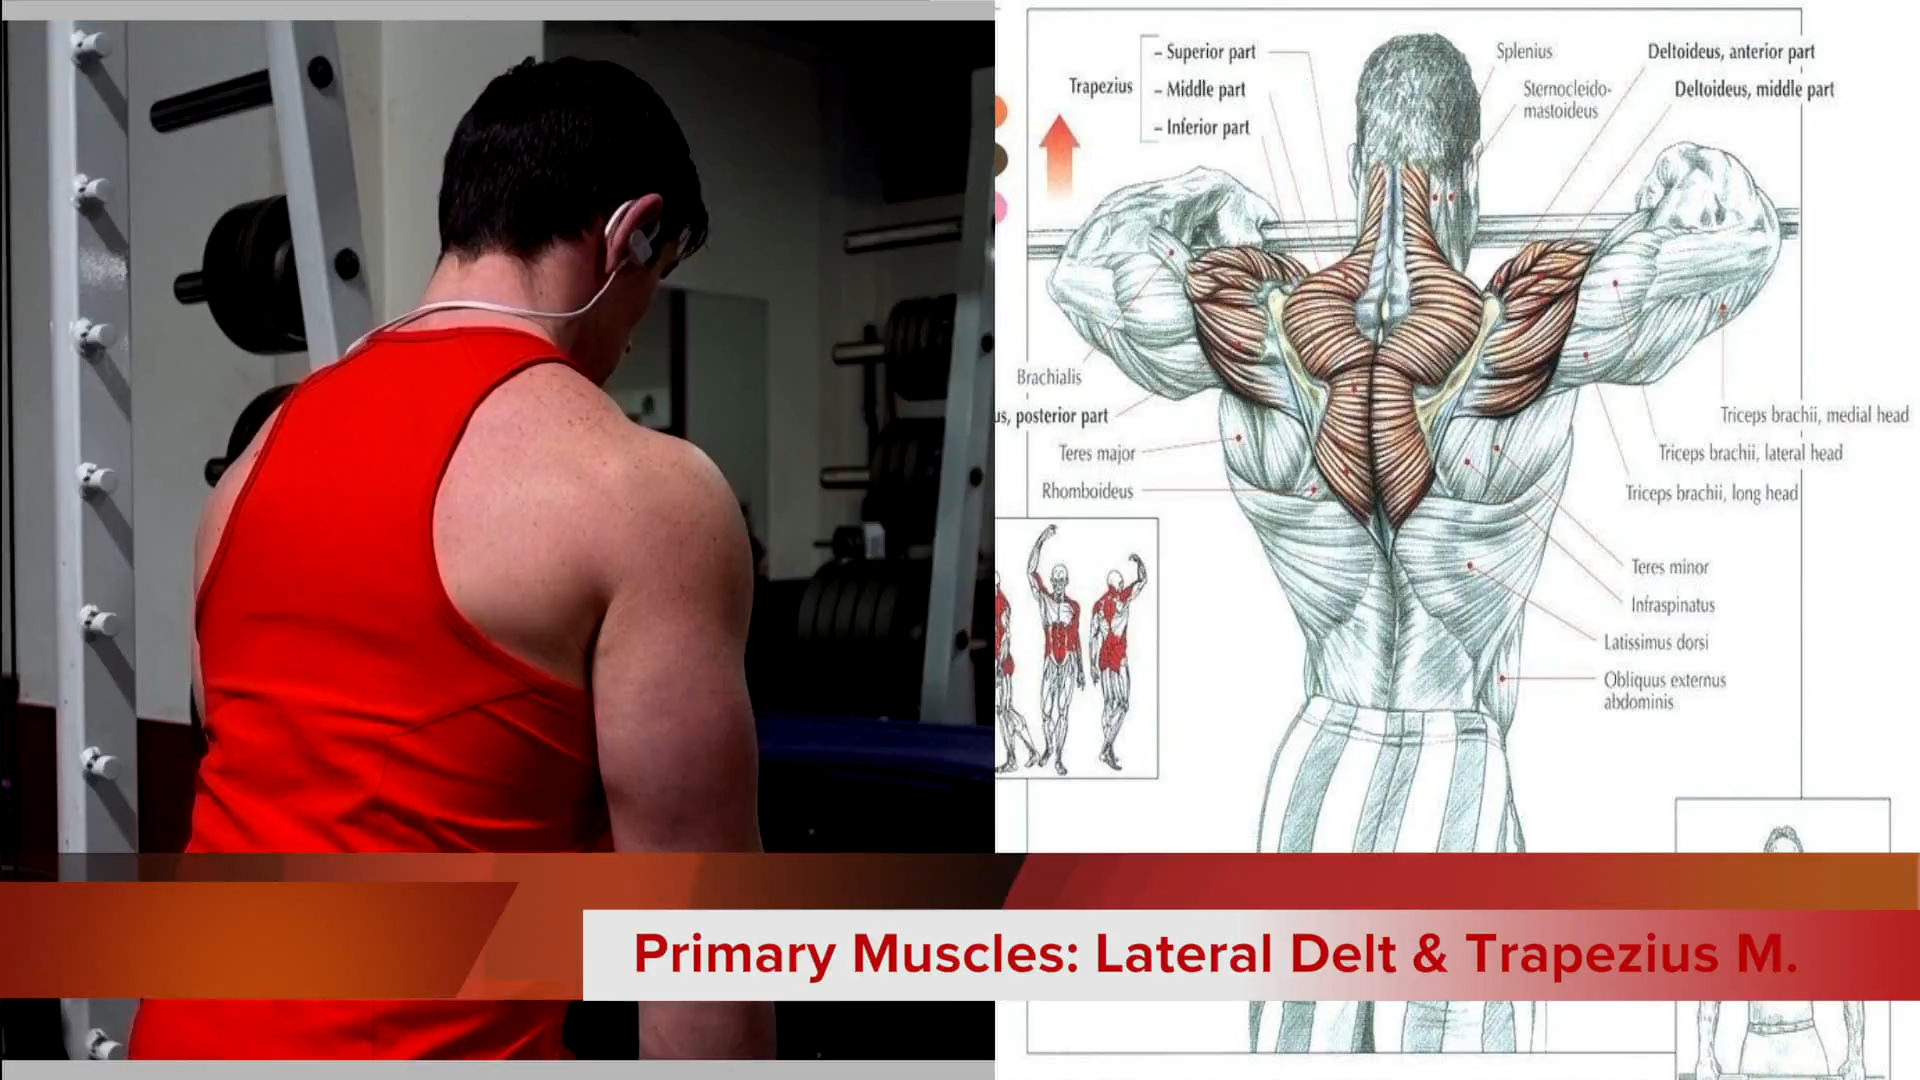 Trapezius
– Superior part
– Middle part
– Inferior part
Splenius
Sternocleido-
mastoideus
Deltoideus, anterior part
Deltoideus, middle part
Brachialis
us, posterior part
Teres major
Rhomboideus
Triceps brachii, medial head
Triceps brachii, lateral head
Triceps brachii, long head
Teres minor
Infraspinatus
Latissimus dorsi
Obliquus externus
abdominis
Primary Muscles: Lateral Delt & Trapezius M.